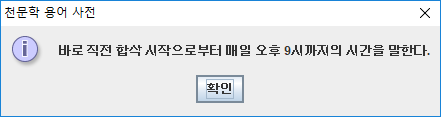 천문학 용어 사전
바로 직전 합삭 시작으로부터 매일 오후 9시까지의 시간을 말한다.
확인